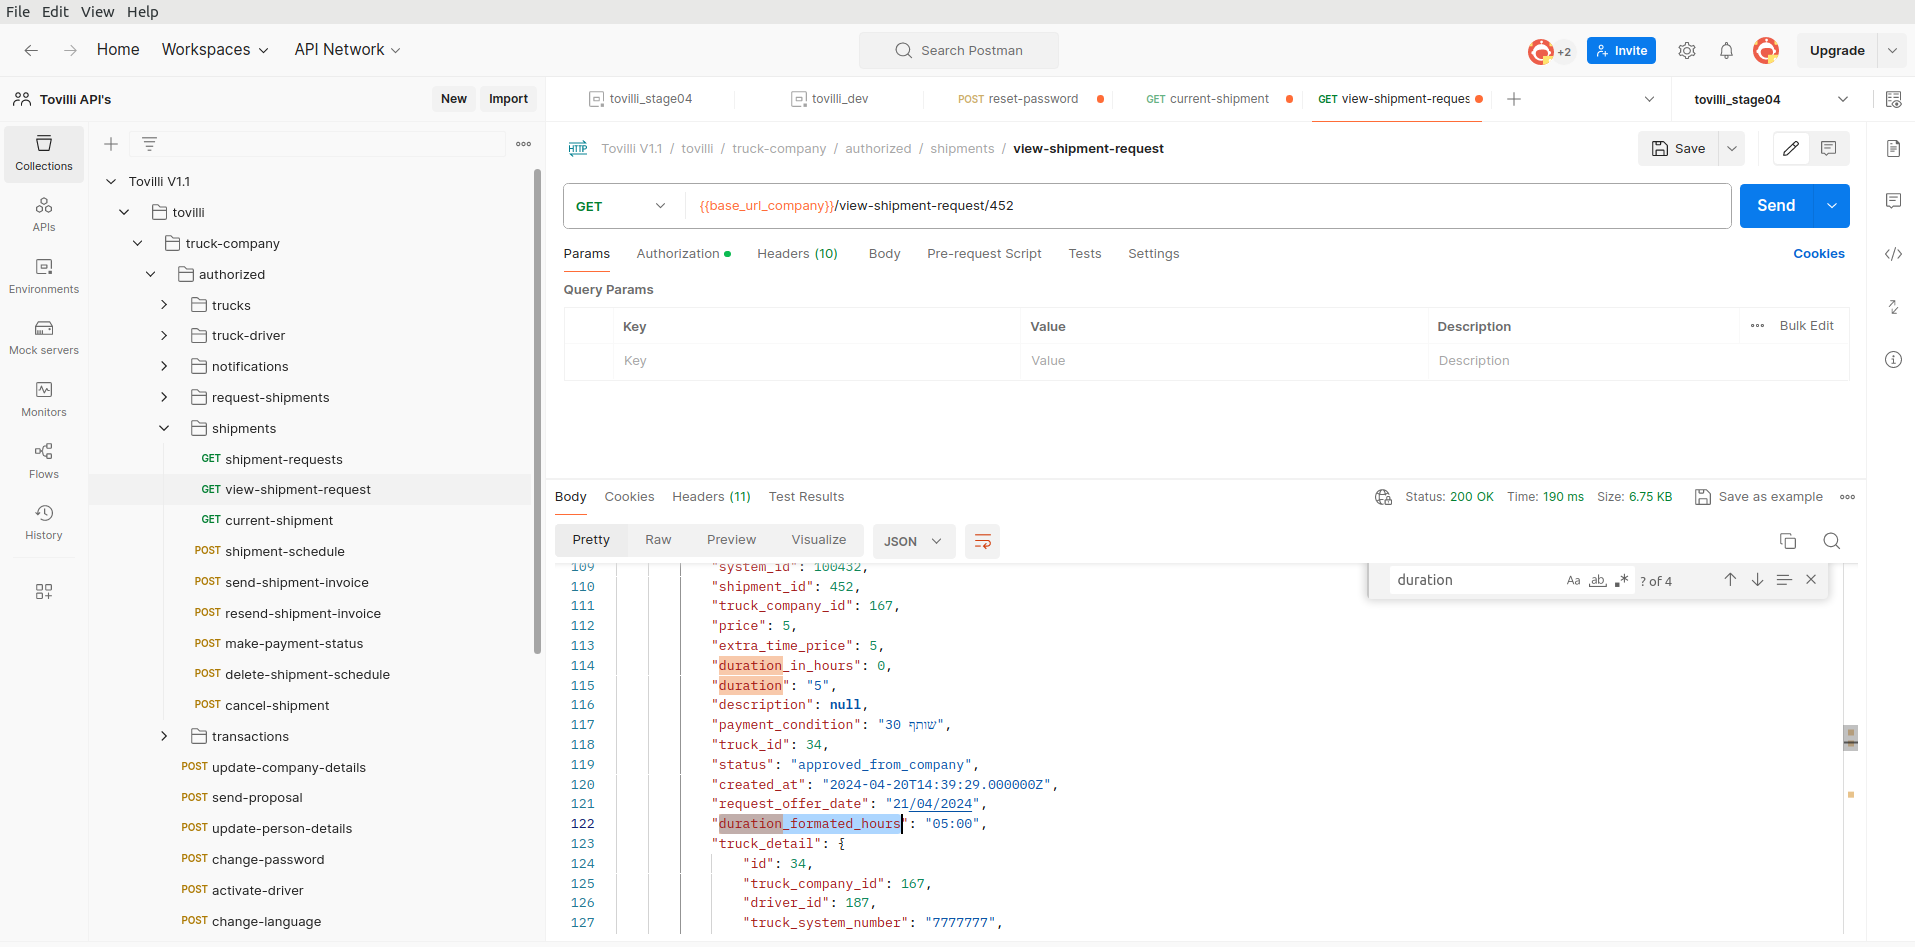 File Edit View Help
Home Workspaces API Network Search Postman +2 Invite Upgrade
Tovilli API's New Import
tovilli_stage04 tovilli_dev POST reset-password GET current-shipment GET view-shipment-reques tovilli_stage04
Collections
APIs
Environments
Mock servers
Monitors
Flows
History
Tovilli V1.1
tovilli
truck-company
authorized
trucks
truck-driver
notifications
request-shipments
shipments
GET shipment-requests
GET view-shipment-request
GET current-shipment
POST shipment-schedule
POST send-shipment-invoice
POST resend-shipment-invoice
POST make-payment-status
POST delete-shipment-schedule
POST cancel-shipment
transactions
POST update-company-details
POST send-proposal
POST update-person-details
POST change-password
POST activate-driver
POST change-language
HTTP Tovilli V1.1 / tovilli / truck-company / authorized / shipments / view-shipment-request Save
GET {{base_url_company}}/view-shipment-request/452 Send
Params Authorization Headers (10) Body Pre-request Script Tests Settings Cookies
Query Params
Key Value Description Bulk Edit
Key Value Description
Body Cookies Headers (11) Test Results Status: 200 OK Time: 190 ms Size: 6.75 KB Save as example
Pretty Raw Preview Visualize JSON
duration Aa ab .* ? of 4
109 "system_id": 100432,
110 "shipment_id": 452,
111 "truck_company_id": 167,
112 "price": 5,
113 "extra_time_price": 5,
114 "duration_in_hours": 0,
115 "duration": "5",
116 "description": null,
117 "payment_condition": "שותף 30",
118 "truck_id": 34,
119 "status": "approved_from_company",
120 "created_at": "2024-04-20T14:39:29.000000Z",
121 "request_offer_date": "21/04/2024",
122 "duration_formated_hours": "05:00",
123 "truck_detail": {
124 "id": 34,
125 "truck_company_id": 167,
126 "driver_id": 187,
127 "truck_system_number": "7777777",